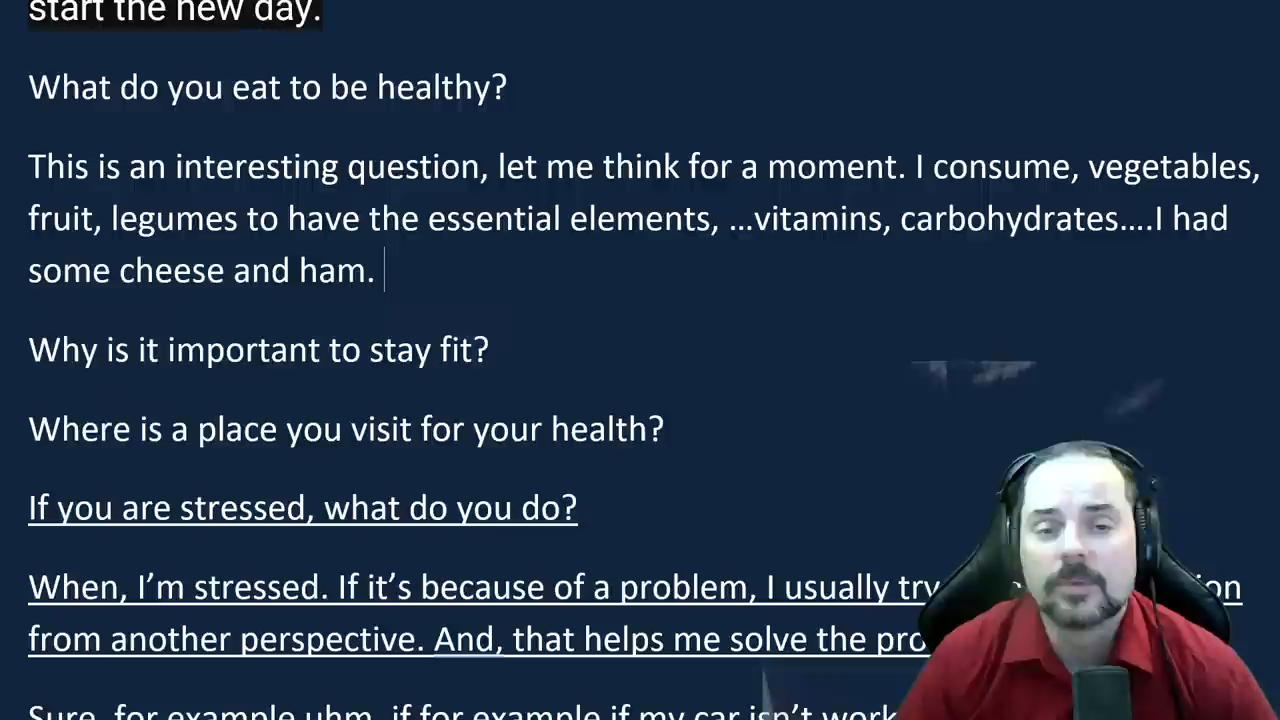 start the new day.
What do you eat to be healthy?
This is an interesting question, let me think for a moment. I consume, vegetables,
fruit, legumes to have the essential elements, …vitamins, carbohydrates….I had
some cheese and ham.
Why is it important to stay fit?
Where is a place you visit for your health?
If you are stressed, what do you do?
When, I’m stressed. If it’s because of a problem, I usually try
from another perspective. And, that helps me solve the
Sure, for example uhm, if for example if my car isn’t